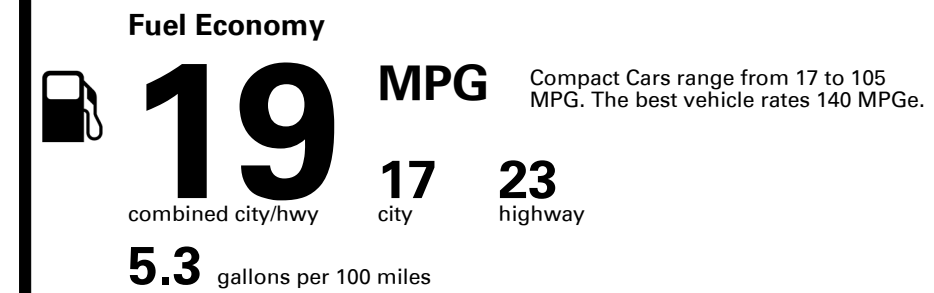 Fuel Economy
19 MPG
Compact Cars range from 17 to 105
MPG. The best vehicle rates 140 MPGe.
17 23
combined city/hwy city highway
5.3 gallons per 100 miles